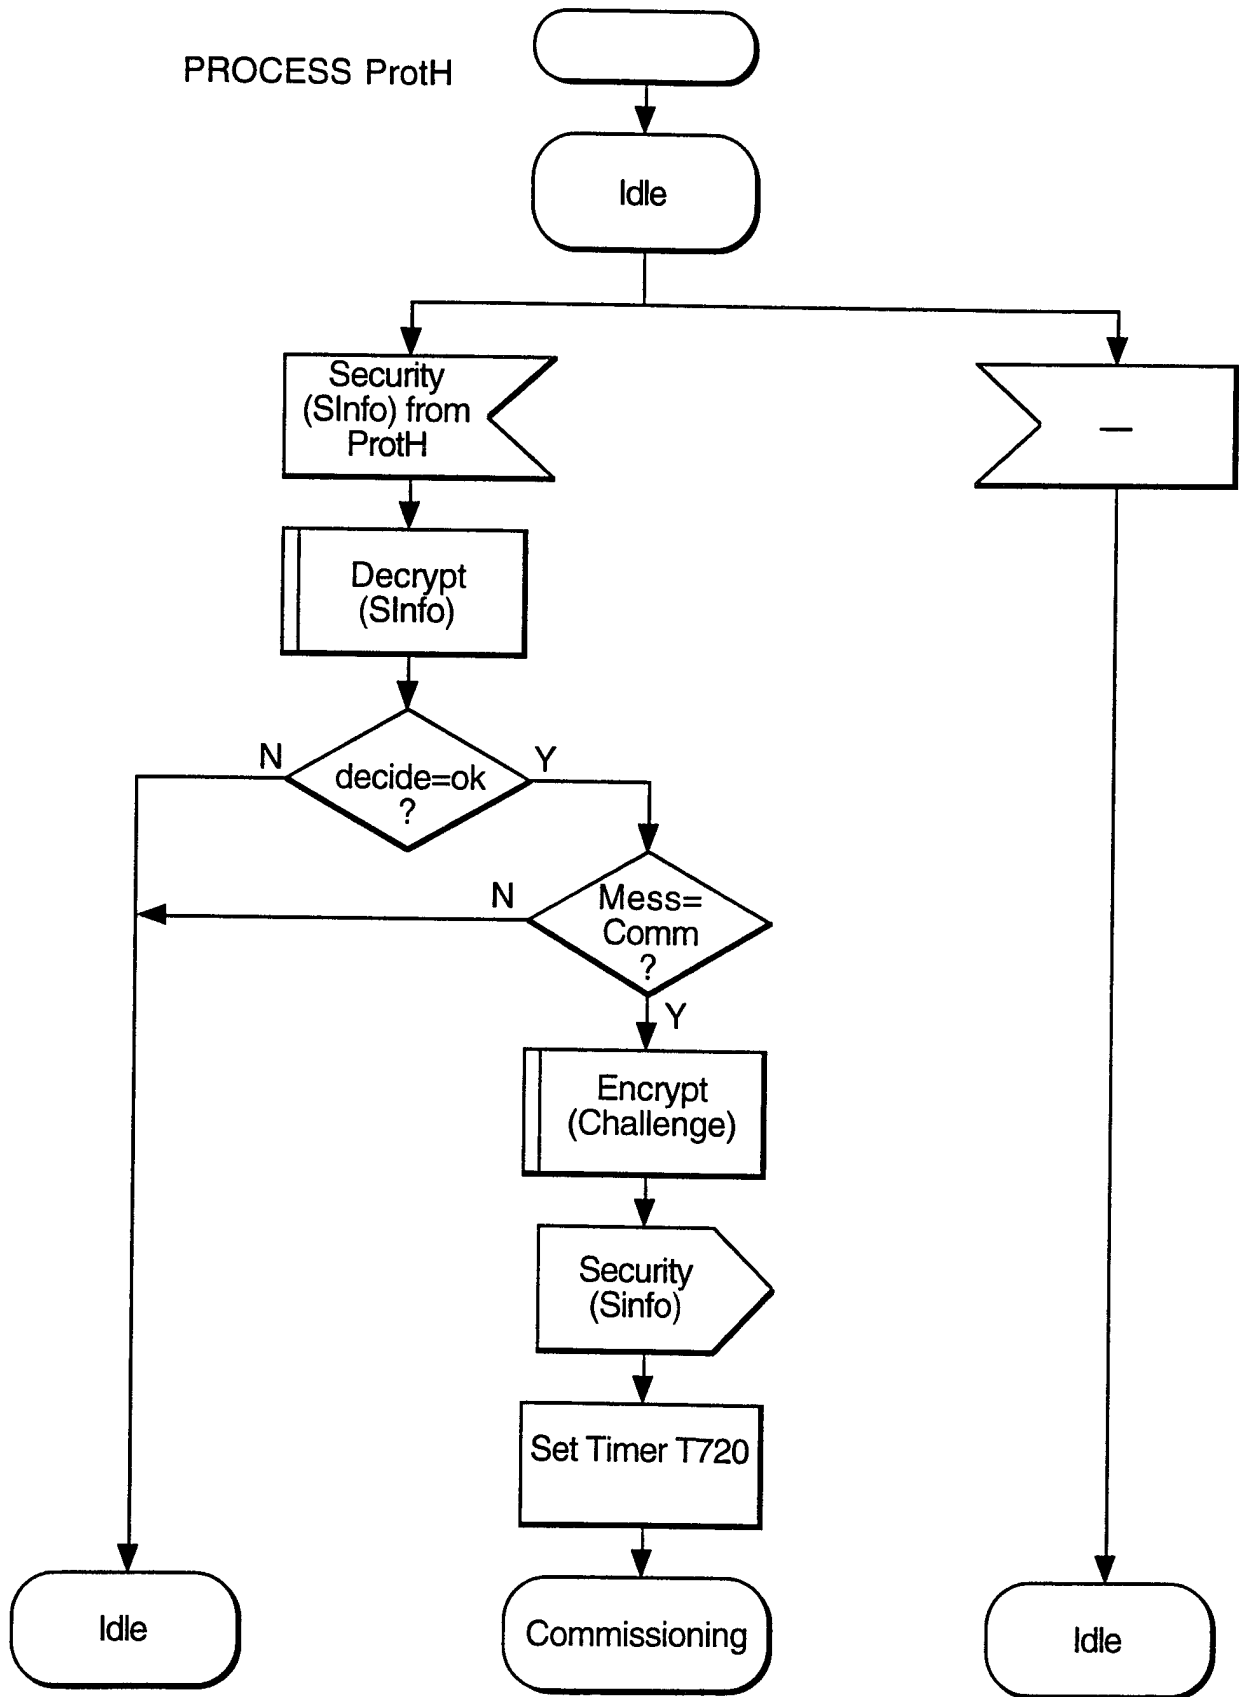 PROCESS ProtH
Idle
Security
(SInfo) from
ProtH
—
Decrypt
(SInfo)
N
Y
decide=ok
?
N
Mess=
Comm
?
Y
Encrypt
(Challenge)
Security
(Sinfo)
Set Timer T720
Idle
Commissioning
Idle